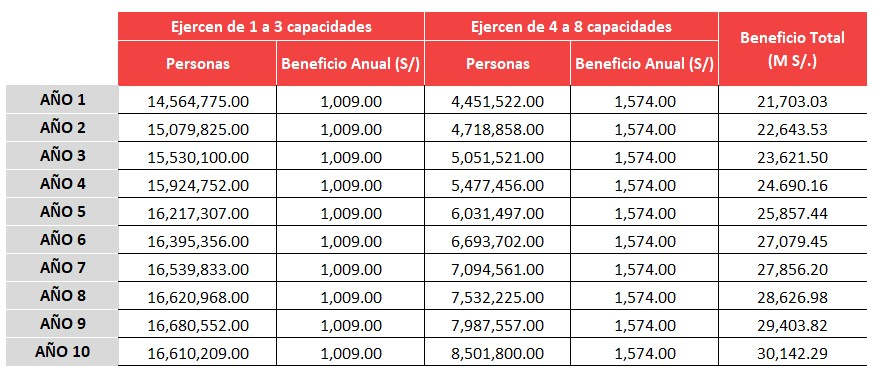 Ejercen de 1 a 3 capacidades Ejercen de 4 a 8 capacidades Beneficio Total (M S/.)
Personas Beneficio Anual (S/) Personas Beneficio Anual (S/)
AÑO 1 14,564,775.00 1,009.00 4,451,522.00 1,574.00 21,703.03
AÑO 2 15,079,825.00 1,009.00 4,718,858.00 1,574.00 22,643.53
AÑO 3 15,530,100.00 1,009.00 5,051,521.00 1,574.00 23,621.50
AÑO 4 15,924,752.00 1,009.00 5,477,456.00 1,574.00 24.690.16
AÑO 5 16,217,307.00 1,009.00 6,031,497.00 1,574.00 25,857.44
AÑO 6 16,395,356.00 1,009.00 6,693,702.00 1,574.00 27,079.45
AÑO 7 16,539,833.00 1,009.00 7,094,561.00 1,574.00 27,856.20
AÑO 8 16,620,968.00 1,009.00 7,532,225.00 1,574.00 28,626.98
AÑO 9 16,680,552.00 1,009.00 7,987,557.00 1,574.00 29,403.82
AÑO 10 16,610,209.00 1,009.00 8,501,800.00 1,574.00 30,142.29